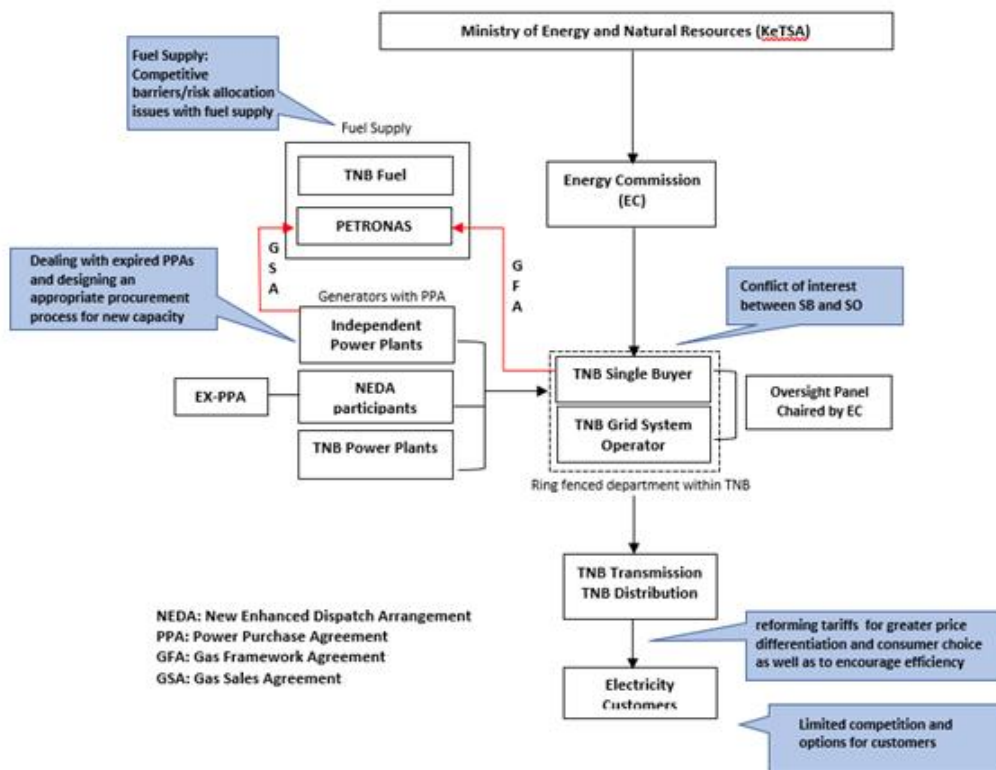 Ministry of Energy and Natural Resources (KeTSA)
Fuel Supply:
Competitive
barriers/risk allocation
issues with fuel supply
Fuel Supply
TNB Fuel
PETRONAS
Energy Commission
(EC)
G
S
A
G
F
A
Dealing with expired PPAs
and designing an
appropriate procurement
process for new capacity
Conflict of interest
between SB and SO
Generators with PPA
Independent
Power Plants
EX-PPA
NEDA
participants
TNB Power Plants
TNB Single Buyer
TNB Grid System
Operator
Oversight Panel
Chaired by EC
Ring fenced department within TNB
TNB Transmission
TNB Distribution
NEDA: New Enhanced Dispatch Arrangement
PPA: Power Purchase Agreement
GFA: Gas Framework Agreement
GSA: Gas Sales Agreement
reforming tariffs for greater price
differentiation and consumer choice
as well as to encourage efficiency
Electricity
Customers
Limited competition and
options for customers